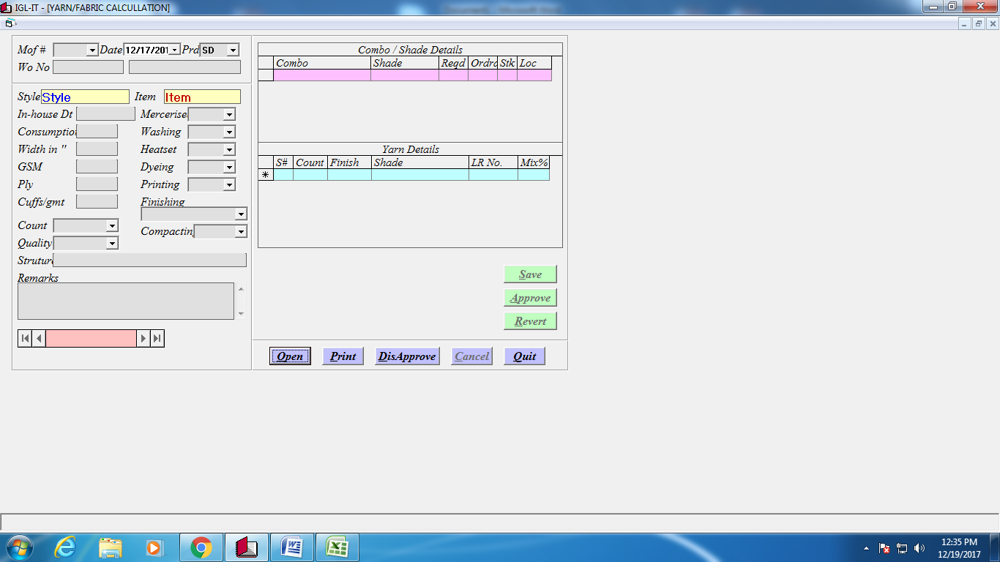 IGL-IT - [YARN/FABRIC CALCULLATION]
Mof # Date 12/17/201 Prd SD
Wo No
Style Style Item Item
In-house Dt Mercerise
Consumption Washing
Width in " Heatset
GSM Dyeing
Ply Printing
Cuffs/gmt Finishing
Count Compacting
Quality
Struture
Remarks
Combo / Shade Details
Combo Shade Reqd Ordrd Stk Loc
Yarn Details
S# Count Finish Shade LR No. Mix%
Save
Approve
Revert
Open Print DisApprove Cancel Quit
12:35 PM
12/19/2017